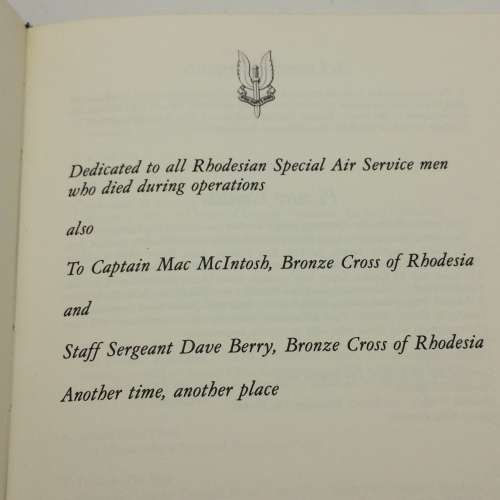 Dedicated to all Rhodesian Special Air Service men
who died during operations
also
To Captain Mac McIntosh, Bronze Cross of Rhodesia
and
Staff Sergeant Dave Berry, Bronze Cross of Rhodesia
Another time, another place